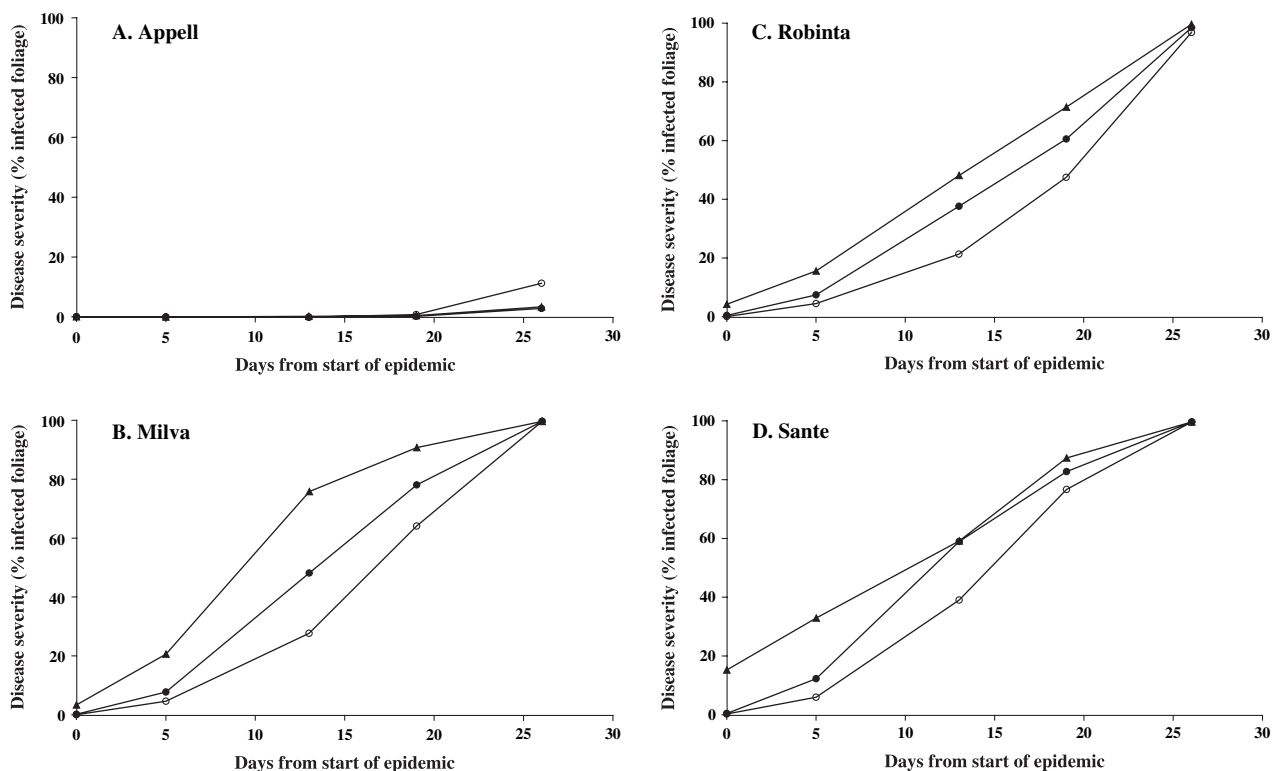 A. Appell
Disease severity (% infected foliage)
100
80
60
40
20
0
0 5 10 15 20 25 30
Days from start of epidemic
C. Robinta
Disease severity (% infected foliage)
100
80
60
40
20
0
0 5 10 15 20 25 30
Days from start of epidemic
B. Milva
Disease severity (% infected foliage)
100
80
60
40
20
0
0 5 10 15 20 25 30
Days from start of epidemic
D. Sante
Disease severity (% infected foliage)
100
80
60
40
20
0
0 5 10 15 20 25 30
Days from start of epidemic